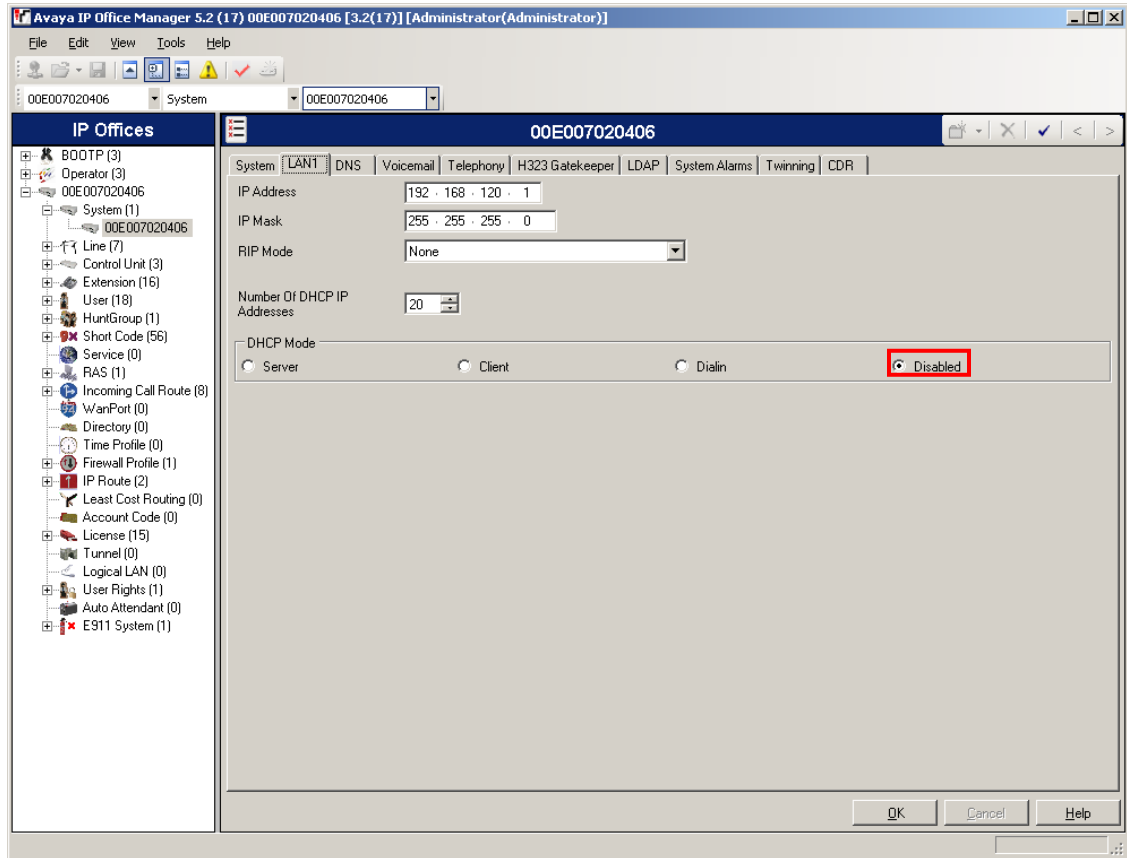 Avaya IP Office Manager 5.2 (17) 00E007020406 [3.2(17)] [Administrator(Administrator)]
File Edit View Tools Help
00E007020406 System 00E007020406
IP Offices
BOOTP (3)
Operator (3)
00E007020406
System (1)
00E007020406
Line (7)
Control Unit (3)
Extension (16)
User (18)
HuntGroup (1)
Short Code (56)
Service (0)
RAS (1)
Incoming Call Route (8)
WanPort (0)
Directory (0)
Time Profile (0)
Firewall Profile (1)
IP Route (2)
Least Cost Routing (0)
Account Code (0)
License (15)
Tunnel (0)
Logical LAN (0)
User Rights (1)
Auto Attendant (0)
E911 System (1)
00E007020406
System LAN1 DNS Voicemail Telephony H323 Gatekeeper LDAP System Alarms Twinning CDR
IP Address 192 . 168 . 120 . 1
IP Mask 255 . 255 . 255 . 0
RIP Mode None
Number Of DHCP IP
Addresses 20
DHCP Mode
Server Client Dialin Disabled
OK Cancel Help